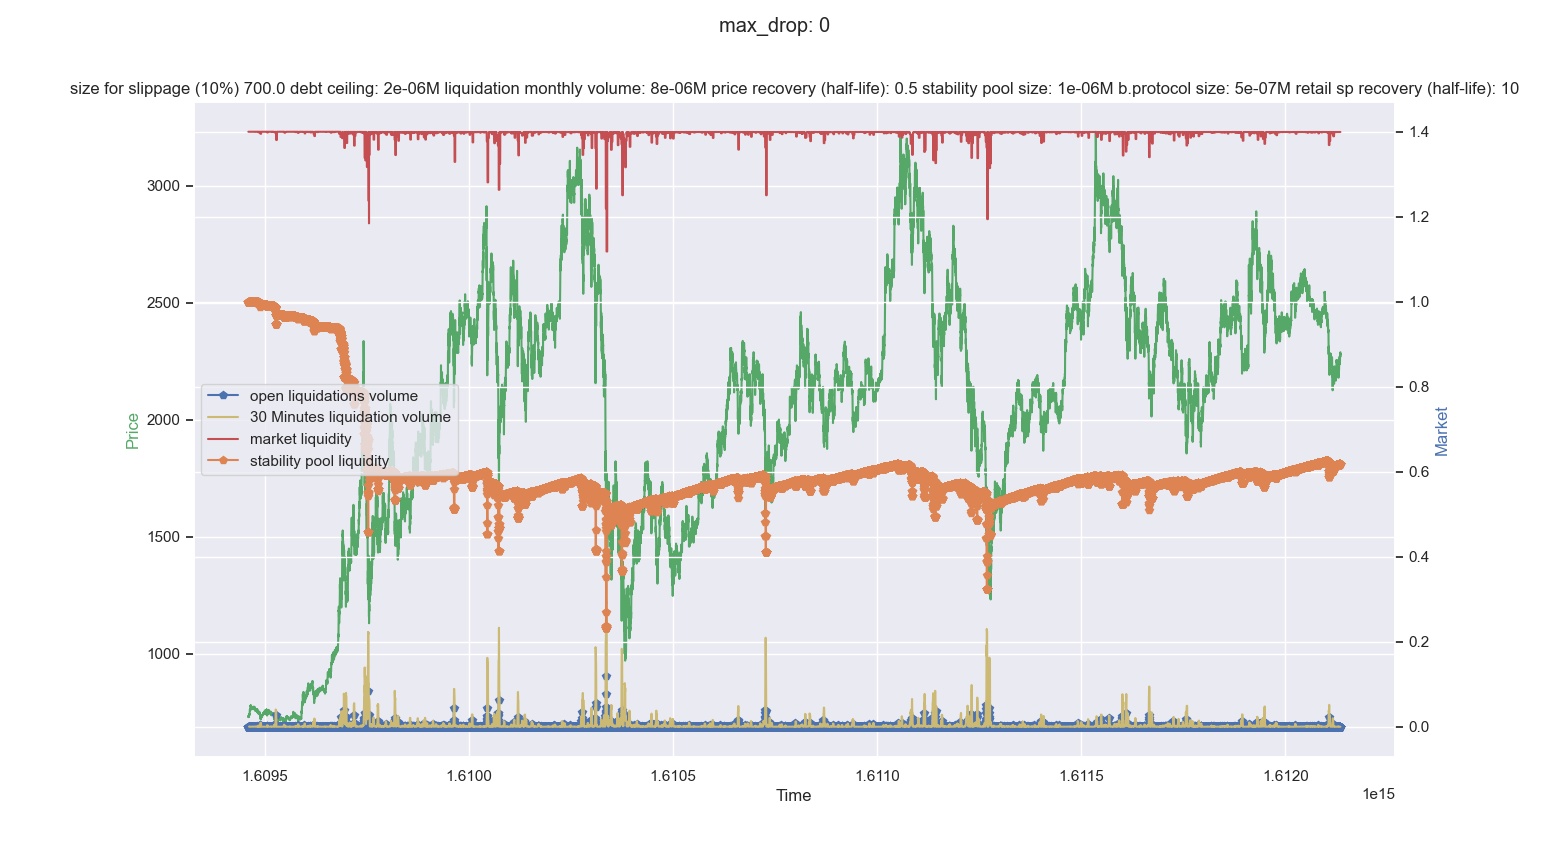 max_drop: 0
size for slippage (10%) 700.0 debt ceiling: 2e-06M liquidation monthly volume: 8e-06M price recovery (half-life): 0.5 stability pool size: 1e-06M b.protocol size: 5e-07M retail sp recovery (half-life): 10
3000
2500
2000
1500
1000
Price
1.4
1.2
1.0
0.8
0.6
0.4
0.2
0.0
Market
open liquidations volume
30 Minutes liquidation volume
market liquidity
stability pool liquidity
1.6095 1.6100 1.6105 1.6110 1.6115 1.6120
Time
1e15